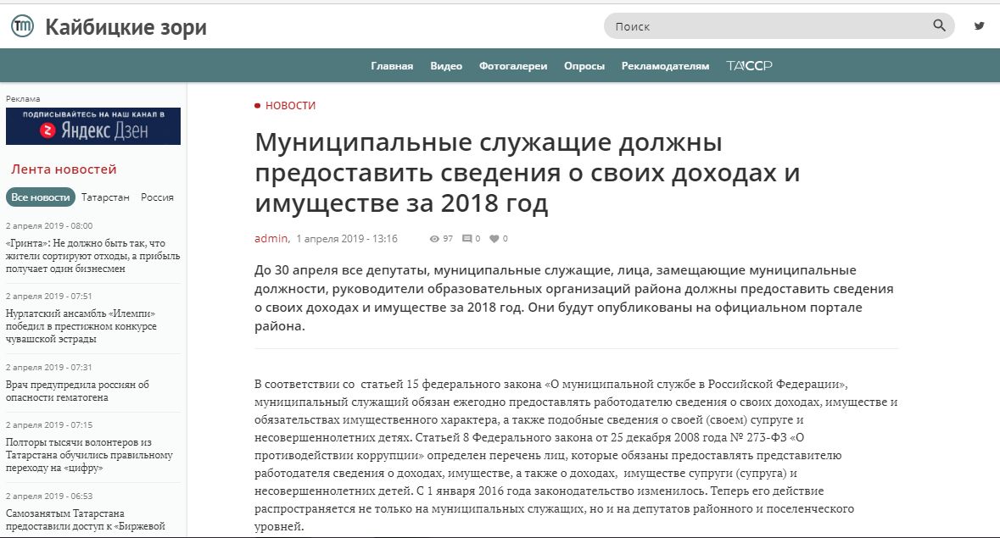 Tm Кайбицкие зори
Поиск
Главная Видео Фотогалереи Опросы Рекламодателям ТАССР
Реклама
ПОДПИСЫВАЙТЕСЬ НА НАШ КАНАЛ В
Яндекс Дзен
Лента новостей
Все новости Татарстан Россия
2 апреля 2019 - 08:00
«Гринта»: Не должно быть так, что
жители сортируют отходы, а прибыль
получает один бизнесмен
2 апреля 2019 - 07:51
Нурлатский ансамбль «Илемпи»
победил в престижном конкурсе
чувашской эстрады
2 апреля 2019 - 07:31
Врач предупредила россиян об
опасности гематогена
2 апреля 2019 - 07:15
Полторы тысячи волонтеров из
Татарстана обучились правильному
переходу на «цифру»
2 апреля 2019 - 06:53
Самозанятым Татарстана
предоставили доступ к «Биржевой
НОВОСТИ
Муниципальные служащие должны
предоставить сведения о своих доходах и
имуществе за 2018 год
admin, 1 апреля 2019 - 13:16 97 0 0
До 30 апреля все депутаты, муниципальные служащие, лица, замещающие муниципальные
должности, руководители образовательных организаций района должны предоставить сведения
о своих доходах и имуществе за 2018 год. Они будут опубликованы на официальном портале
района.
В соответствии со статьей 15 федерального закона «О муниципальной службе в Российской Федерации»,
муниципальный служащий обязан ежегодно предоставлять работодателю сведения о своих доходах, имуществе и
обязательствах имущественного характера, а также подобные сведения о своей (своем) супруге и
несовершеннолетних детях. Статьей 8 Федерального закона от 25 декабря 2008 года № 273-ФЗ «О
противодействии коррупции» определен перечень лиц, которые обязаны предоставлять представителю
работодателя сведения о доходах, имуществе, а также о доходах, имуществе супруги (супруга) и
несовершеннолетних детей. С 1 января 2016 года законодательство изменилось. Теперь его действие
распространяется не только на муниципальных служащих, но и на депутатов районного и поселенческого
уровней.